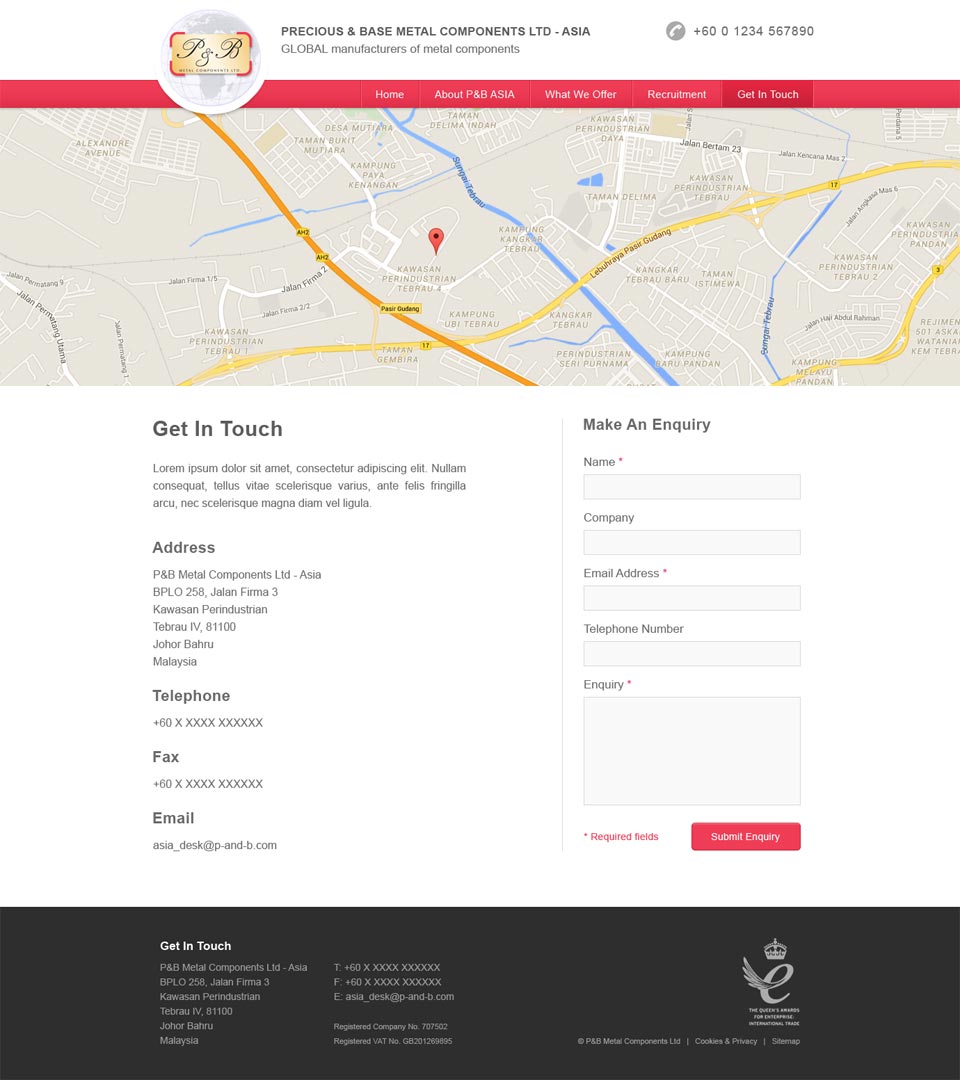 P&B
METAL COMPONENTS LTD.
PRECIOUS & BASE METAL COMPONENTS LTD - ASIA
GLOBAL manufacturers of metal components
+60 0 1234 567890
Home
About P&B ASIA
What We Offer
Recruitment
Get In Touch
ALEXANDRE
AVENUE
DESA MUTIARA
TAMAN BUKIT
MUTIARA
TAMAN
DELIMA INDAH
KAWASAN
PERINDUSTRIAN
DESA
Jalan Bertam 23
Perdana 5
Jalan Kencana Mas 2
KAMPUNG
PAYA
KENANGAN
Sungai Tebrau
TAMAN DELIMA
KAWASAN
PERINDUSTRIAN
TEBRAU
17
Jalan Angkasa Mas 6
AH2
AH2
KAMPUNG
KANGKAR
TEBRAU
Lebuhraya Pasir Gudang
KAWASAN
PERINDUSTRIAN
PANDAN
Jalan Permatang 9
Jalan Firma 1/5
Jalan Firma 2
KAWASAN
PERINDUSTRIAN
TEBRAU 4
KANGKAR
TEBRAU BARU
TAMAN
TEBRAU
ISTIMEWA
KAWASAN
PERINDUSTRIAN
TEBRAU 2
3
Jalan Permatang Utama
Jalan Firma 2/2
Pasir Gudang
KAMPUNG
UBI TEBRAU
KAMPUNG
KANGKAR
TEBRAU
Sungai Tebrau
Jalan Haji Abdul Rahman
REJIMEN
501 ASKAR
WATANIAH
KEM TEBRAU
Jalan Permatang 1
KAWASAN
PERINDUSTRIAN
TEBRAU 1
17
TAMAN
GEMBIRA
PERINDUSTRIAN
SERI PURNAMA
KAMPUNG
BARU PANDAN
KAMPUNG
MELAYU
PANDAN
Get In Touch
Lorem ipsum dolor sit amet, consectetur adipiscing elit. Nullam
consequat, tellus vitae scelerisque varius, ante felis fringilla
arcu, nec scelerisque magna diam vel ligula.
Address
P&B Metal Components Ltd - Asia
BPLO 258, Jalan Firma 3
Kawasan Perindustrian
Tebrau IV, 81100
Johor Bahru
Malaysia
Telephone
+60 X XXXX XXXXXX
Fax
+60 X XXXX XXXXXX
Email
asia_desk@p-and-b.com
Make An Enquiry
Name *
Company
Email Address *
Telephone Number
Enquiry *
* Required fields
Submit Enquiry
Get In Touch
P&B Metal Components Ltd - Asia
BPLO 258, Jalan Firma 3
Kawasan Perindustrian
Tebrau IV, 81100
Johor Bahru
Malaysia
T: +60 X XXXX XXXXXX
F: +60 X XXXX XXXXXX
E: asia_desk@p-and-b.com
Registered Company No. 707502
Registered VAT No. GB201269895
THE QUEEN'S AWARDS
FOR ENTERPRISE:
INTERNATIONAL TRADE
© P&B Metal Components Ltd | Cookies & Privacy | Sitemap